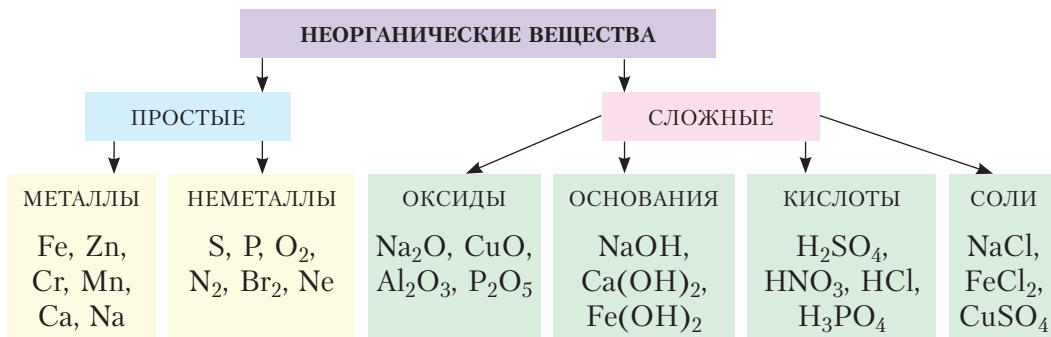 НЕОРГАНИЧЕСКИЕ ВЕЩЕСТВА
ПРОСТЫЕ
СЛОЖНЫЕ
МЕТАЛЛЫ
Fe, Zn,
Cr, Mn,
Ca, Na
НЕМЕТАЛЛЫ
S, P, O₂,
N₂, Br₂, Ne
ОКСИДЫ
Na₂O, CuO,
Al₂O₃, P₂O₅
ОСНОВАНИЯ
NaOH,
Ca(OH)₂,
Fe(OH)₂
КИСЛОТЫ
H₂SO₄,
HNO₃, HCl,
H₃PO₄
СОЛИ
NaCl,
FeCl₂,
CuSO₄